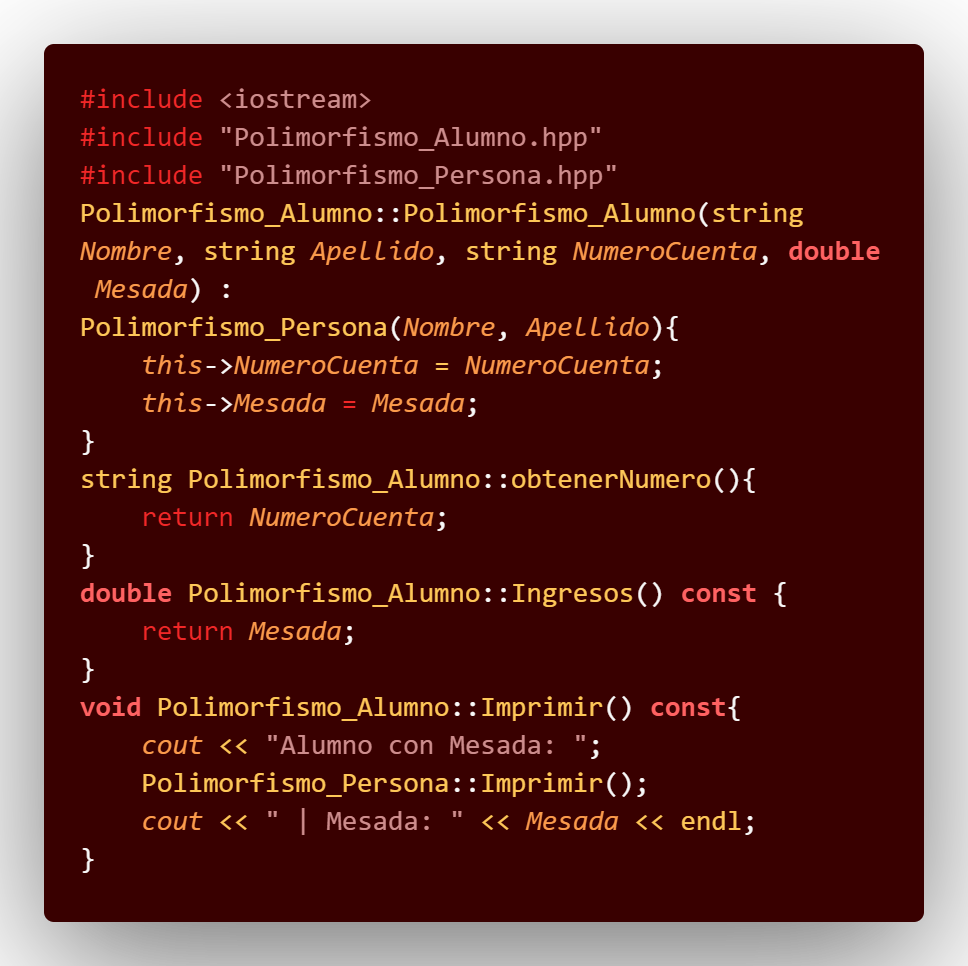 #include <iostream>
#include "Polimorfismo_Alumno.hpp"
#include "Polimorfismo_Persona.hpp"
Polimorfismo_Alumno::Polimorfismo_Alumno(string
Nombre, string Apellido, string NumeroCuenta, double
 Mesada) :
Polimorfismo_Persona(Nombre, Apellido){
    this->NumeroCuenta = NumeroCuenta;
    this->Mesada = Mesada;
}
string Polimorfismo_Alumno::obtenerNumero(){
    return NumeroCuenta;
}
double Polimorfismo_Alumno::Ingresos() const {
    return Mesada;
}
void Polimorfismo_Alumno::Imprimir() const{
    cout << "Alumno con Mesada: ";
    Polimorfismo_Persona::Imprimir();
    cout << " | Mesada: " << Mesada << endl;
}